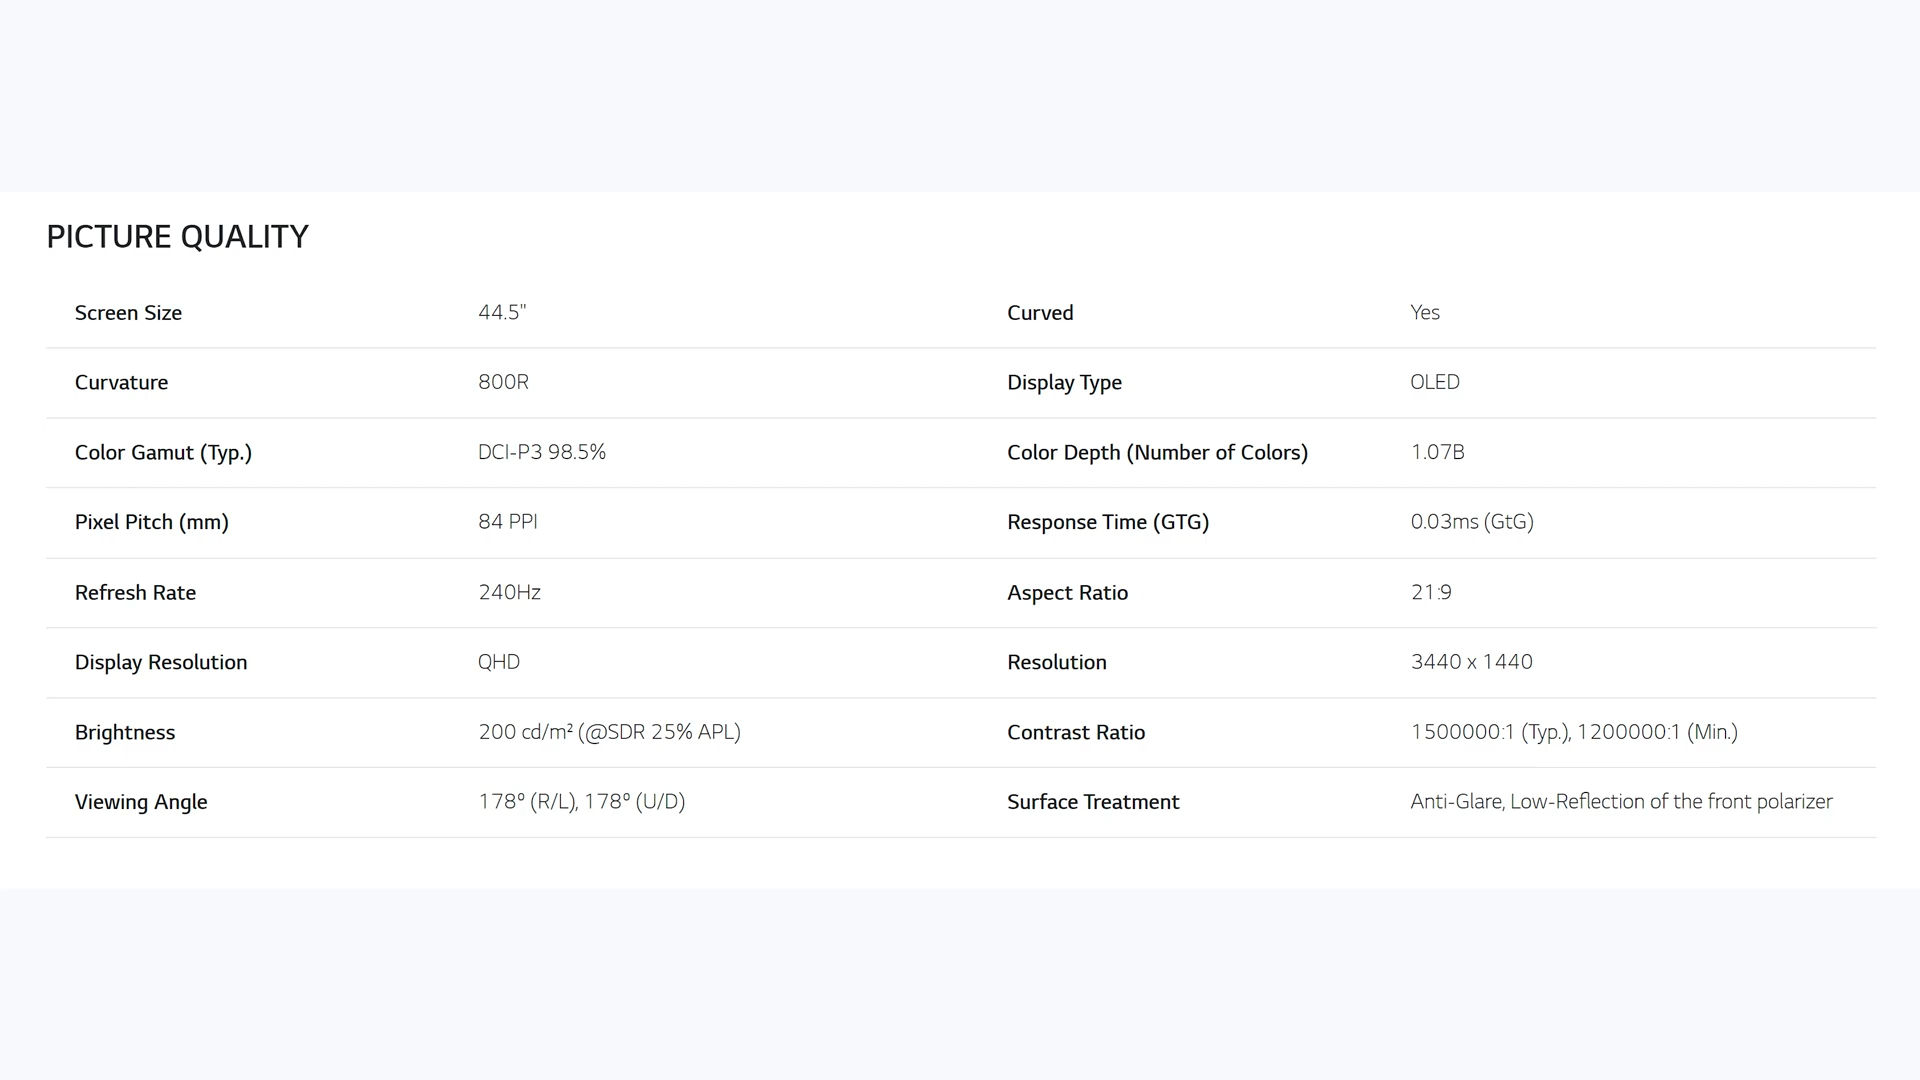 PICTURE QUALITY
Screen Size 44.5" Curved Yes
Curvature 800R Display Type OLED
Color Gamut (Typ.) DCI-P3 98.5% Color Depth (Number of Colors) 1.07B
Pixel Pitch (mm) 84 PPI Response Time (GTG) 0.03ms (GtG)
Refresh Rate 240Hz Aspect Ratio 21:9
Display Resolution QHD Resolution 3440 x 1440
Brightness 200 cd/m² (@SDR 25% APL) Contrast Ratio 1500000:1 (Typ.), 1200000:1 (Min.)
Viewing Angle 178º (R/L), 178º (U/D) Surface Treatment Anti-Glare, Low-Reflection of the front polarizer